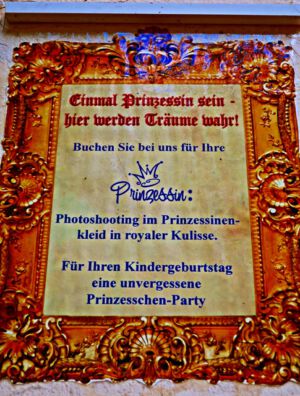 Einmal Prinzessin sein -
hier werden Träume wahr!
Buchen Sie bei uns für Ihre
Prinzessin:
Photoshooting im Prinzessinen-
kleid in royaler Kulisse.
Für Ihren Kindergeburtstag
eine unvergessene
Prinzesschen-Party